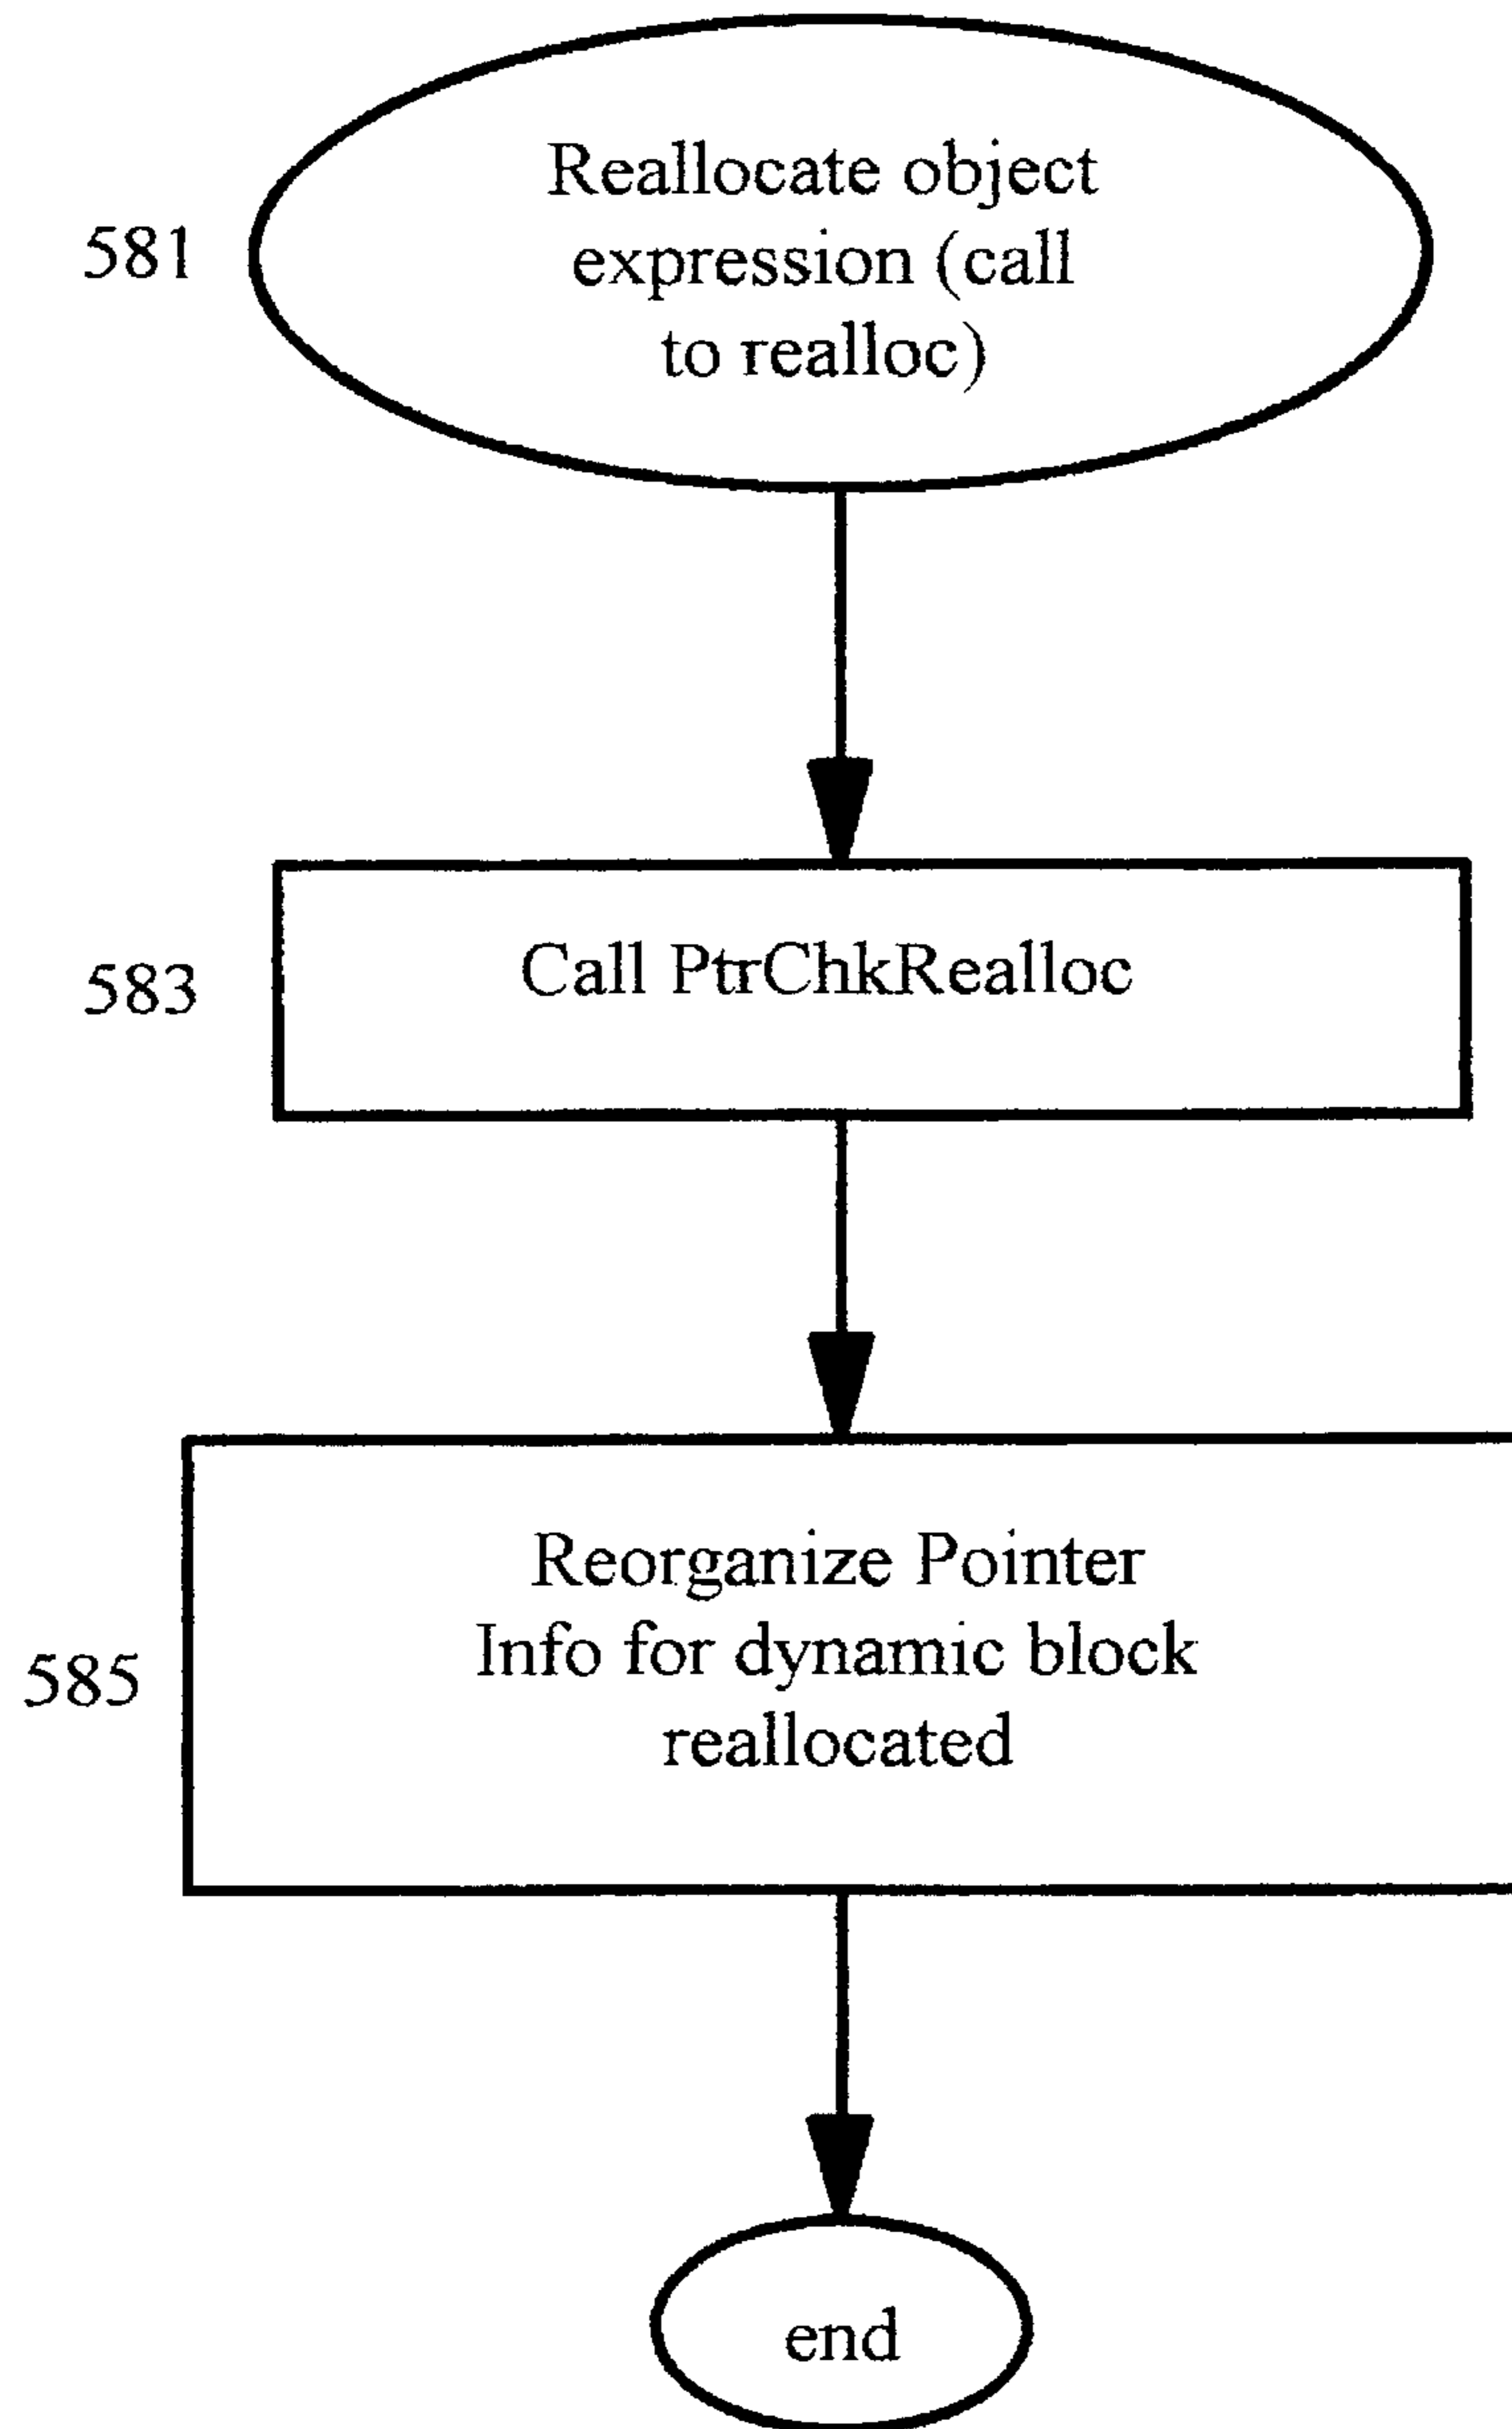 Reallocate object
581
expression (call
to realloc)
Call PtrChkRealloc
583
Reorganize Pointer
Info for dynamic block
585
reallocated
end